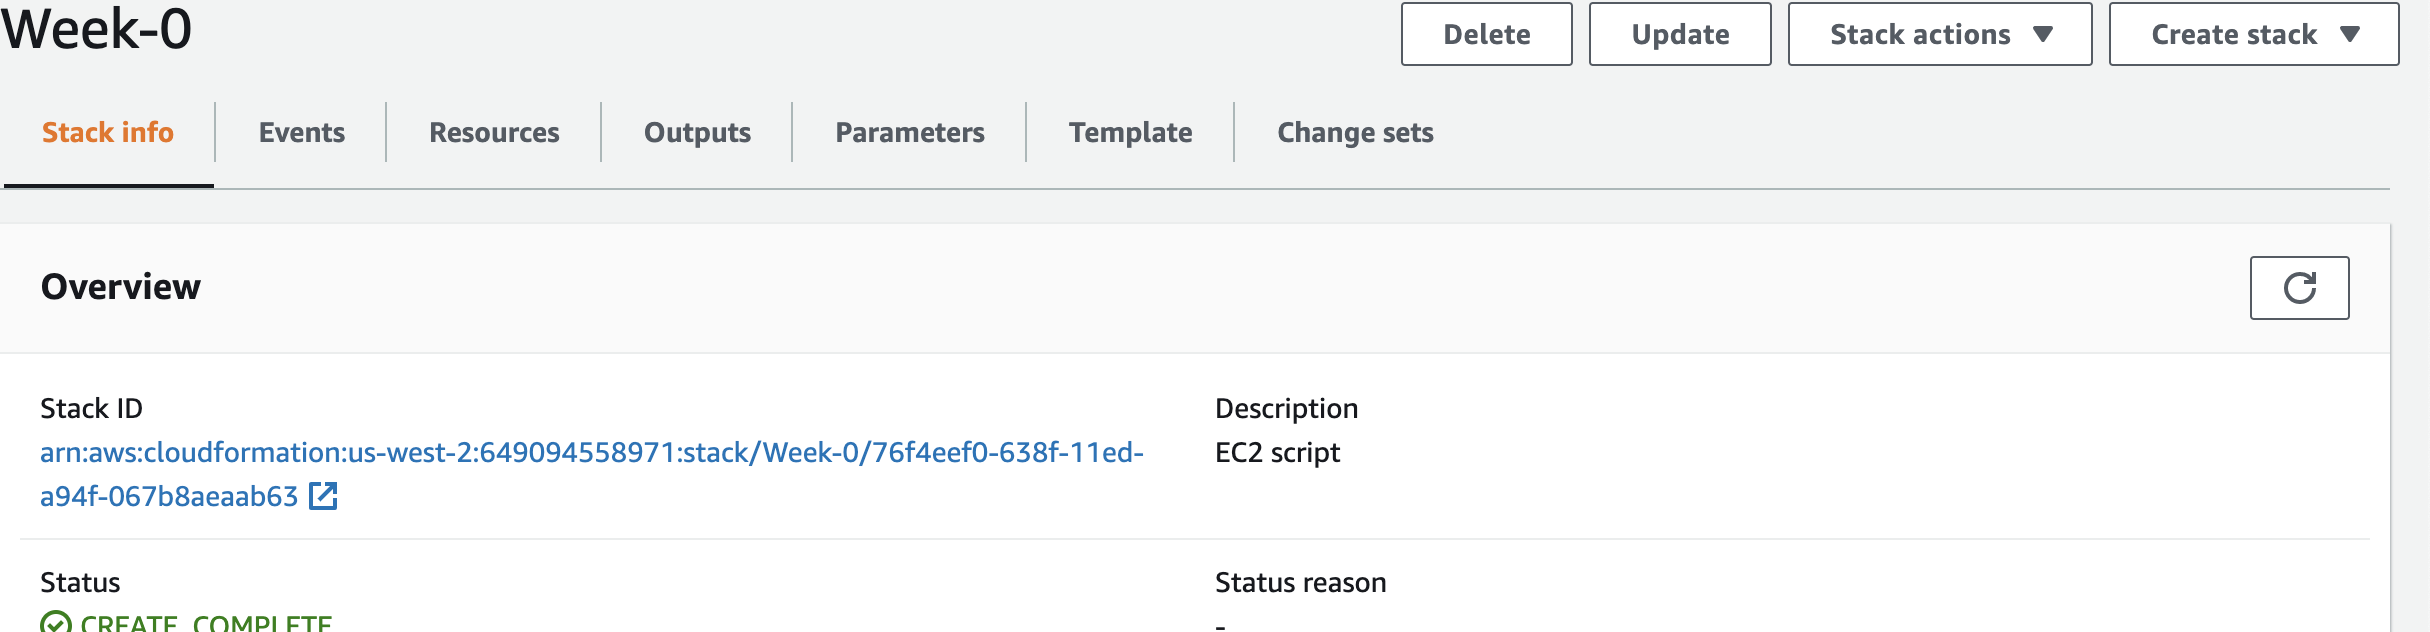 Week-0
Delete
Update
Stack actions
Create stack
Stack info
Events
Resources
Outputs
Parameters
Template
Change sets
Overview
Stack ID
arn:aws:cloudformation:us-west-2:649094558971:stack/Week-0/76f4eef0-638f-11ed-
a94f-067b8aeaab63
Description
EC2 script
Status
CREATE_COMPLETE
Status reason
-